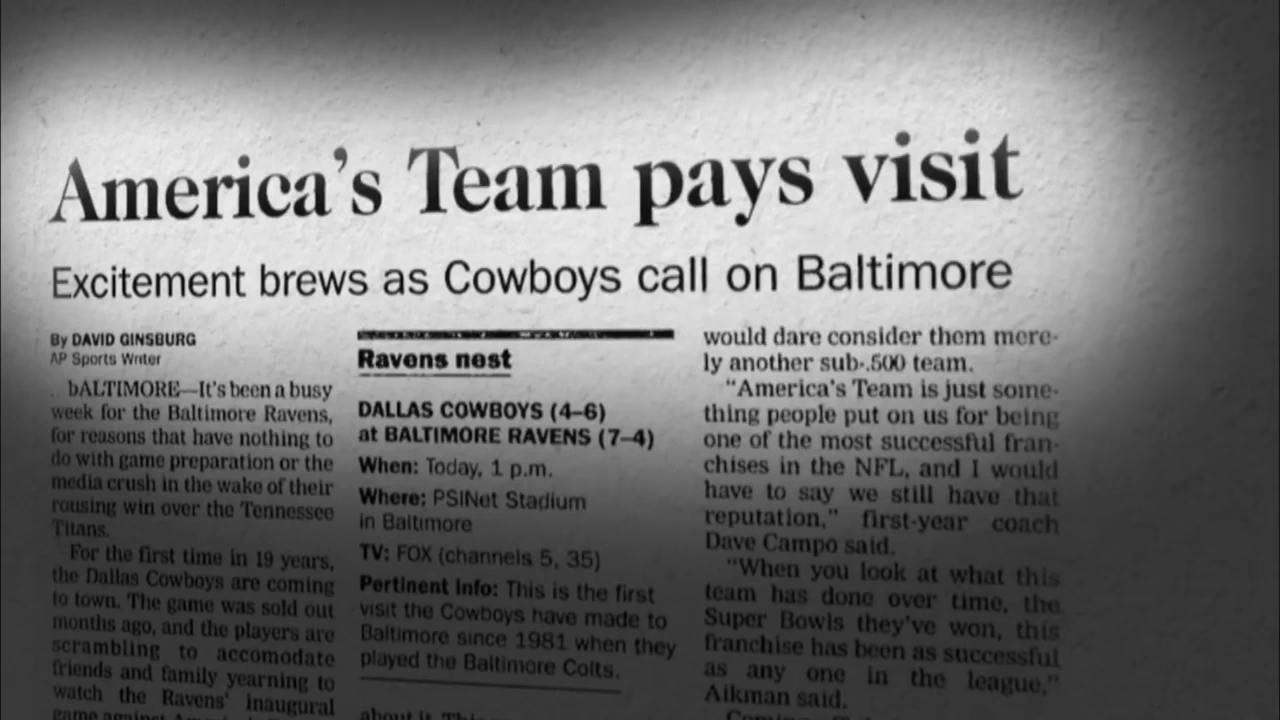 America's Team pays visit
Excitement brews as Cowboys call on Baltimore
By DAVID GINSBURG
AP Sports Writer
bALTIMORE—It's been a busy
week for the Baltimore Ravens,
for reasons that have nothing to
do with game preparation or the
media crush in the wake of their
rousing win over the Tennessee
Titans.
For the first time in 19 years,
the Dallas Cowboys are coming
to town. The game was sold out
months ago, and the players are
scrambling to accomodate
friends and family yearning to
watch the Ravens' inaugural
game against
Ravens nest
DALLAS COWBOYS (4–6)
at BALTIMORE RAVENS (7–4)
When: Today, 1 p.m.
Where: PSINet Stadium
in Baltimore
TV: FOX (channels 5, 35)
Pertinent Info: This is the first
visit the Cowboys have made to
Baltimore since 1981 when they
played the Baltimore Colts.
about it.
would dare consider them mere-
ly another sub-.500 team.
"America's Team is just some-
thing people put on us for being
one of the most successful fran-
chises in the NFL, and I would
have to say we still have that
reputation," first-year coach
Dave Campo said.
"When you look at what this
team has done over time, the
Super Bowls they've won, this
franchise has been as successful
as any one in the league,"
Aikman said.